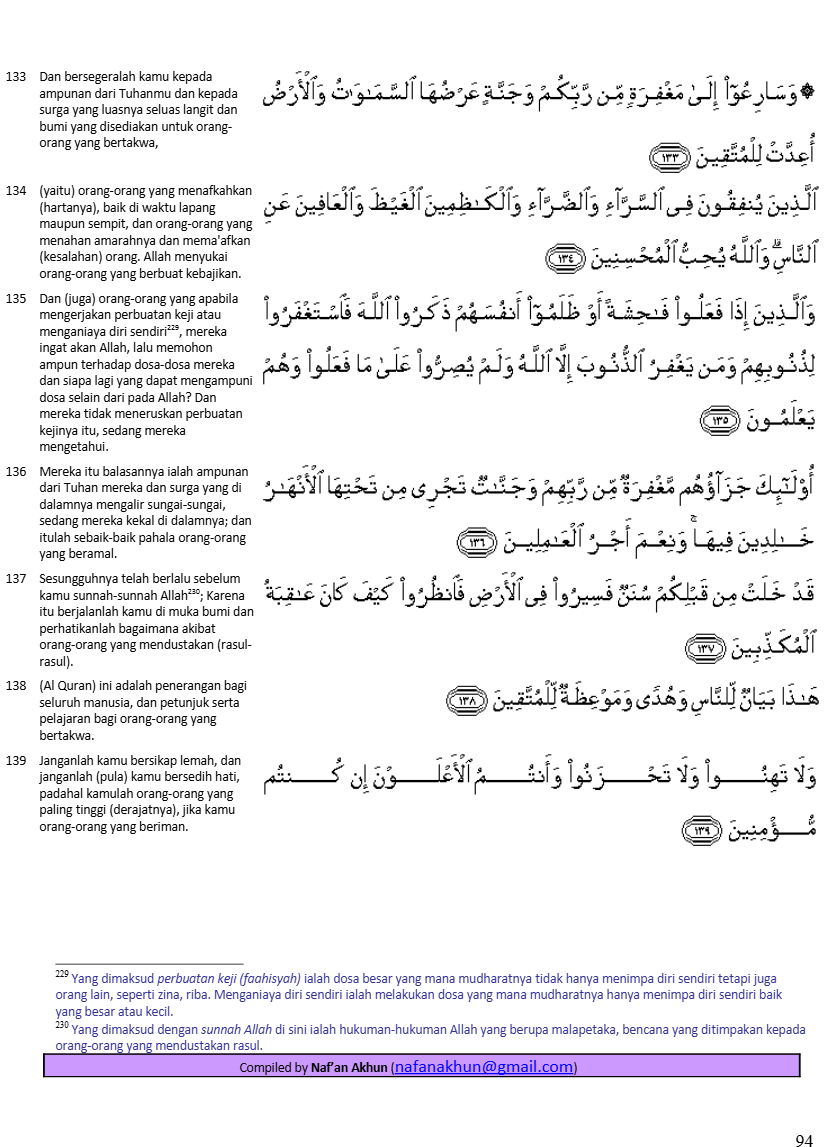 133 Dan bersegeralah kamu kepada
ampunan dari Tuhanmu dan kepada
surga yang luasnya seluas langit dan
bumi yang disediakan untuk orang-
orang yang bertakwa,
۞ وَسَارِعُوٓا۟ إِلَىٰ مَغْفِرَةٍ مِّن رَّبِّكُمْ وَجَنَّةٍ عَرْضُهَا ٱلسَّمَـٰوَٰتُ وَٱلْأَرْضُ
أُعِدَّتْ لِلْمُتَّقِينَ ١٣٣
134 (yaitu) orang-orang yang menafkahkan
(hartanya), baik di waktu lapang
maupun sempit, dan orang-orang yang
menahan amarahnya dan mema'afkan
(kesalahan) orang. Allah menyukai
orang-orang yang berbuat kebajikan.
ٱلَّذِينَ يُنفِقُونَ فِى ٱلسَّرَّآءِ وَٱلضَّرَّآءِ وَٱلْكَـٰظِمِينَ ٱلْغَيْظَ وَٱلْعَافِينَ عَنِ
ٱلنَّاسِ ۗ وَٱللَّهُ يُحِبُّ ٱلْمُحْسِنِينَ ١٣٤
135 Dan (juga) orang-orang yang apabila
mengerjakan perbuatan keji atau
menganiaya diri sendiri²²⁹, mereka
ingat akan Allah, lalu memohon
ampun terhadap dosa-dosa mereka
dan siapa lagi yang dapat mengampuni
dosa selain dari pada Allah? Dan
mereka tidak meneruskan perbuatan
kejinya itu, sedang mereka
mengetahui.
وَٱلَّذِينَ إِذَا فَعَلُوا۟ فَـٰحِشَةً أَوْ ظَلَمُوٓا۟ أَنفُسَهُمْ ذَكَرُوا۟ ٱللَّهَ فَٱسْتَغْفَرُوا۟
لِذُنُوبِهِمْ وَمَن يَغْفِرُ ٱلذُّنُوبَ إِلَّا ٱللَّهُ وَلَمْ يُصِرُّوا۟ عَلَىٰ مَا فَعَلُوا۟ وَهُمْ
يَعْلَمُونَ ١٣٥
136 Mereka itu balasannya ialah ampunan
dari Tuhan mereka dan surga yang di
dalamnya mengalir sungai-sungai,
sedang mereka kekal di dalamnya; dan
itulah sebaik-baik pahala orang-orang
yang beramal.
أُو۟لَـٰٓئِكَ جَزَآؤُهُم مَّغْفِرَةٌ مِّن رَّبِّهِمْ وَجَنَّـٰتٌ تَجْرِى مِن تَحْتِهَا ٱلْأَنْهَـٰرُ
خَـٰلِدِينَ فِيهَا ۚ وَنِعْمَ أَجْرُ ٱلْعَـٰمِلِينَ ١٣٦
137 Sesungguhnya telah berlalu sebelum
kamu sunnah-sunnah Allah²³⁰; Karena
itu berjalanlah kamu di muka bumi dan
perhatikanlah bagaimana akibat
orang-orang yang mendustakan (rasul-
rasul).
قَدْ خَلَتْ مِن قَبْلِكُمْ سُنَنٌ فَسِيرُوا۟ فِى ٱلْأَرْضِ فَٱنظُرُوا۟ كَيْفَ كَانَ عَـٰقِبَةُ
ٱلْمُكَذِّبِينَ ١٣٧
138 (Al Quran) ini adalah penerangan bagi
seluruh manusia, dan petunjuk serta
pelajaran bagi orang-orang yang
bertakwa.
هَـٰذَا بَيَانٌ لِّلنَّاسِ وَهُدًى وَمَوْعِظَةٌ لِّلْمُتَّقِينَ ١٣٨
139 Janganlah kamu bersikap lemah, dan
janganlah (pula) kamu bersedih hati,
padahal kamulah orang-orang yang
paling tinggi (derajatnya), jika kamu
orang-orang yang beriman.
وَلَا تَهِنُوا۟ وَلَا تَحْزَنُوا۟ وَأَنتُمُ ٱلْأَعْلَوْنَ إِن كُنتُم
مُّؤْمِنِينَ ١٣٩
²²⁹ Yang dimaksud perbuatan keji (faahisyah) ialah dosa besar yang mana mudharatnya tidak hanya menimpa diri sendiri tetapi juga
orang lain, seperti zina, riba. Menganiaya diri sendiri ialah melakukan dosa yang mana mudharatnya hanya menimpa diri sendiri baik
yang besar atau kecil.
²³⁰ Yang dimaksud dengan sunnah Allah di sini ialah hukuman-hukuman Allah yang berupa malapetaka, bencana yang ditimpakan kepada
orang-orang yang mendustakan rasul.
Compiled by Naf’an Akhun (nafanakhun@gmail.com)
94